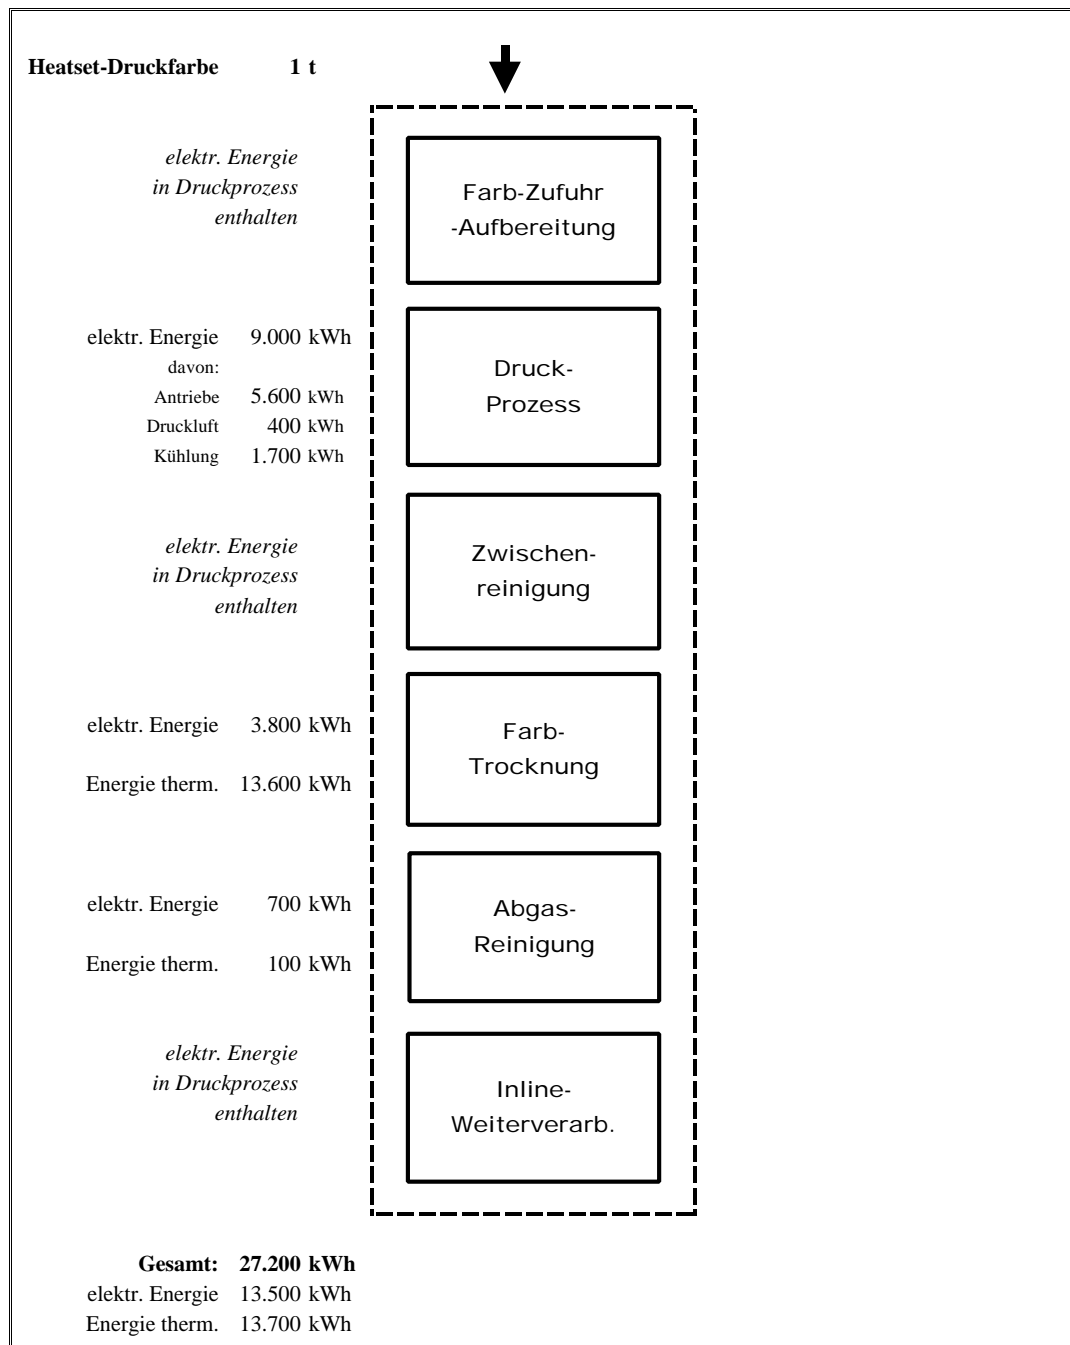 Heatset-Druckfarbe 1 t
elektr. Energie
in Druckprozess
enthalten
Farb-Zufuhr
-Aufbereitung
elektr. Energie 9.000 kWh
davon:
Antriebe 5.600 kWh
Druckluft 400 kWh
Kühlung 1.700 kWh
Druck-
Prozess
elektr. Energie
in Druckprozess
enthalten
Zwischen-
reinigung
elektr. Energie 3.800 kWh
Energie therm. 13.600 kWh
Farb-
Trocknung
elektr. Energie 700 kWh
Energie therm. 100 kWh
Abgas-
Reinigung
elektr. Energie
in Druckprozess
enthalten
Inline-
Weiterverarb.
Gesamt: 27.200 kWh
elektr. Energie 13.500 kWh
Energie therm. 13.700 kWh